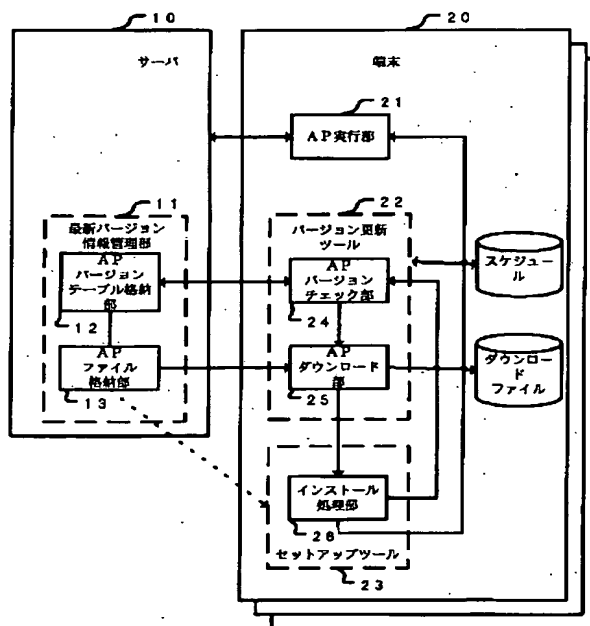 10
20
サーバ
端末
21
AP実行部
11
22
最新バージョン
情報管理部
バージョン更新
ツール
AP
バージョン
テーブル格納
部
AP
バージョン
チェック部
スケジュー
ル
12
24
AP
ファイル
格納部
AP
ダウンロード
部
ダウンロー
ド
ファイル
13
25
インストール
処理部
26
セットアップツール
23